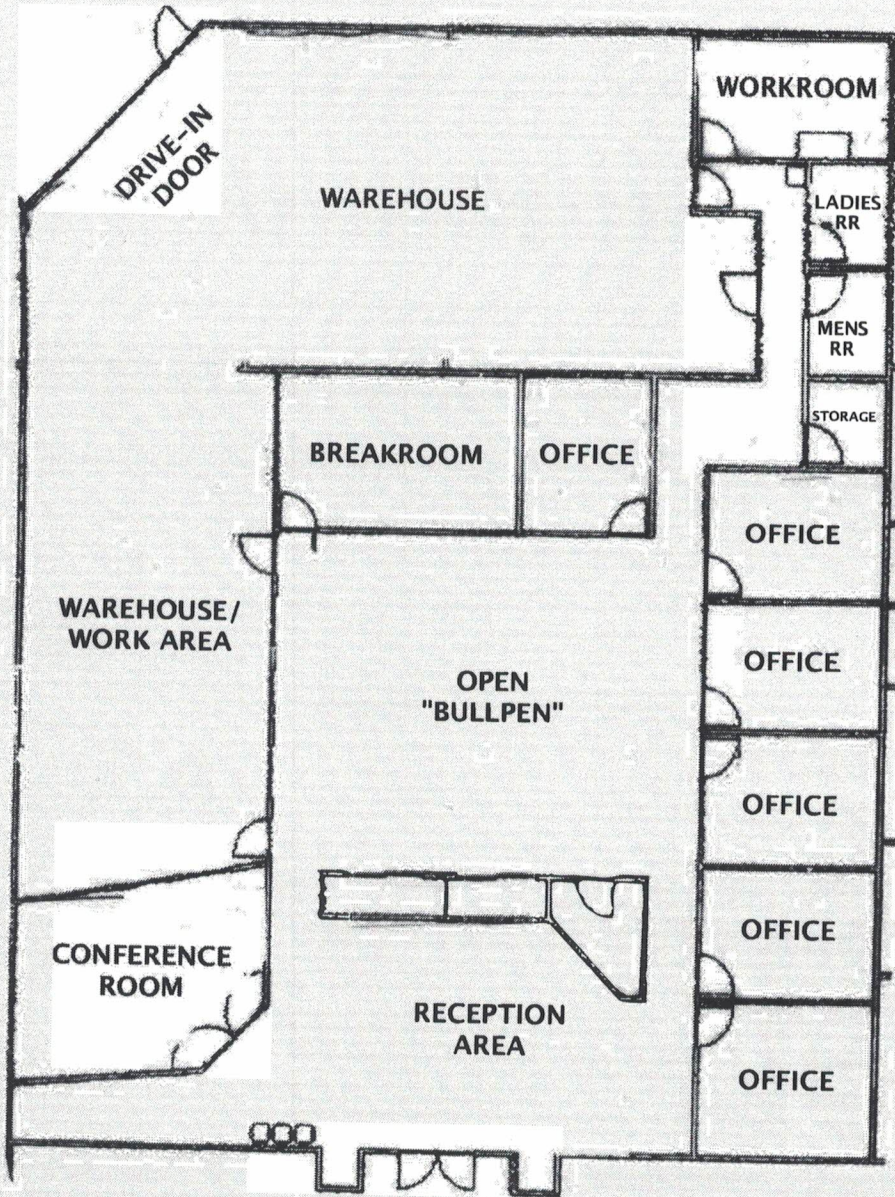 WORKROOM
DRIVE-IN
DOOR
WAREHOUSE
LADIES
RR
MENS
RR
STORAGE
BREAKROOM
OFFICE
OFFICE
WAREHOUSE/
WORK AREA
OFFICE
OPEN
"BULLPEN"
OFFICE
OFFICE
CONFERENCE
ROOM
RECEPTION
AREA
OFFICE